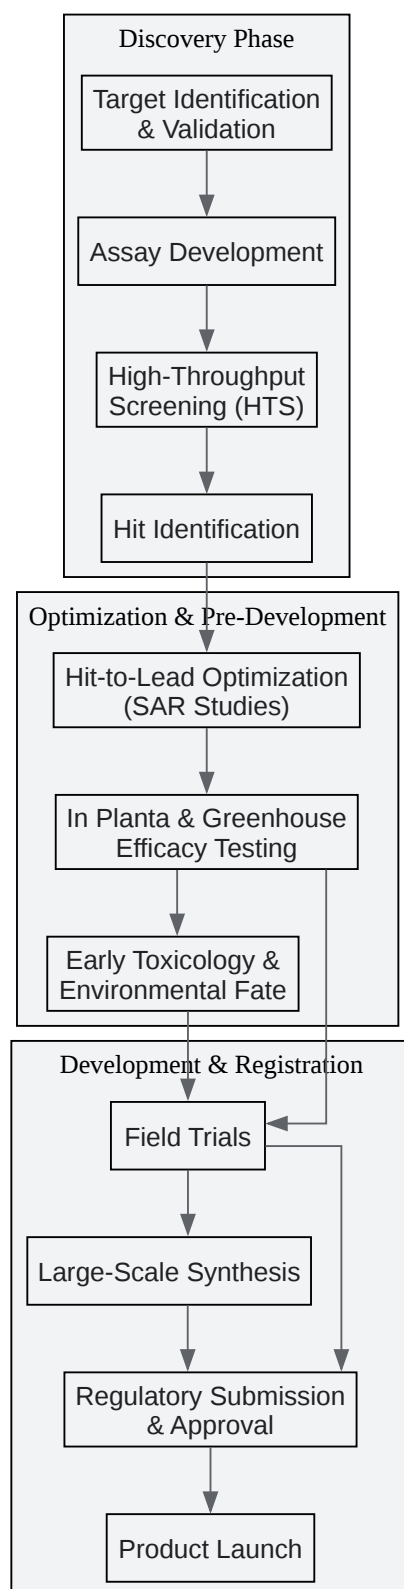 Discovery Phase
Target Identification
& Validation
Assay Development
High-Throughput
Screening (HTS)
Hit Identification
Optimization & Pre-Development
Hit-to-Lead Optimization
(SAR Studies)
In Planta & Greenhouse
Efficacy Testing
Early Toxicology &
Environmental Fate
Development & Registration
Field Trials
Large-Scale Synthesis
Regulatory Submission
& Approval
Product Launch